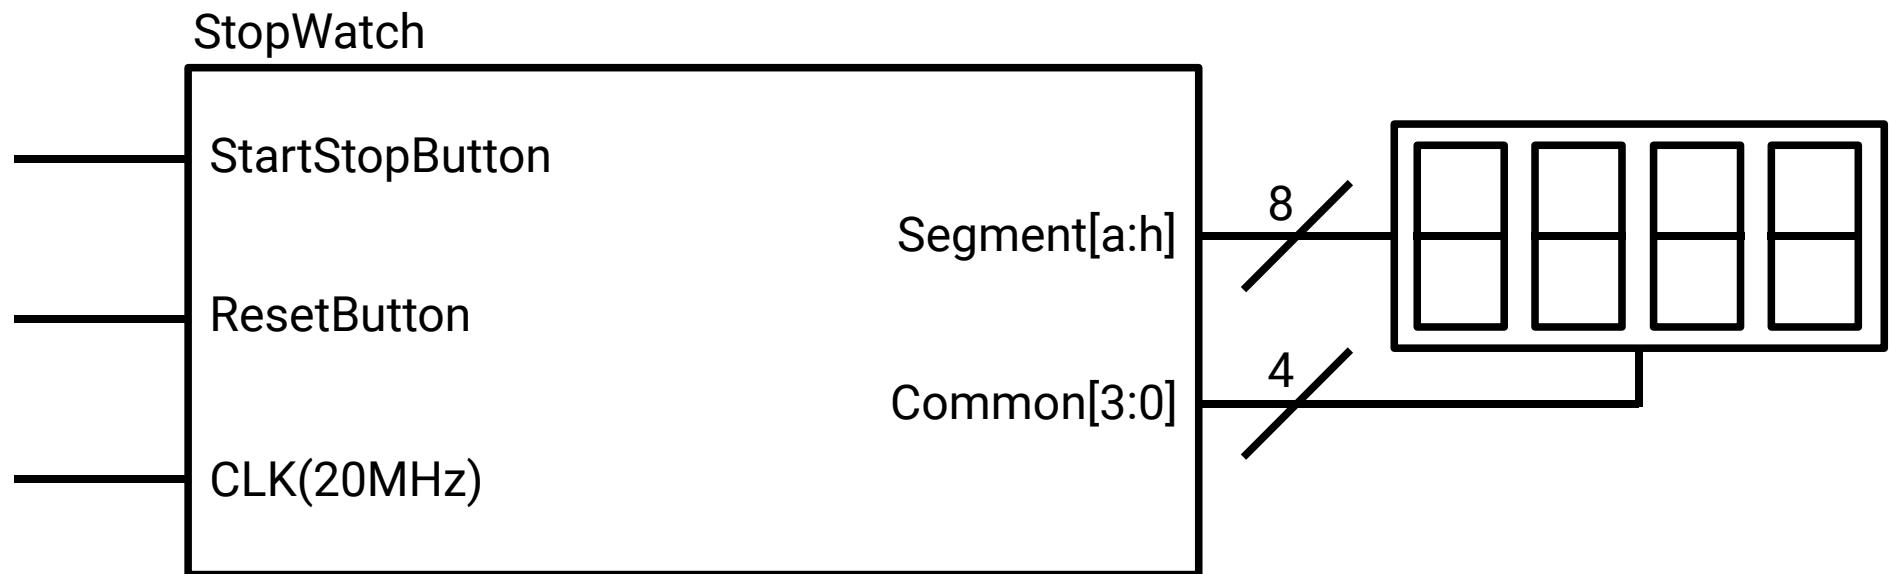 StopWatch
StartStopButton
8
Segment[a:h]
ResetButton
4
Common[3:0]
CLK(20MHz)